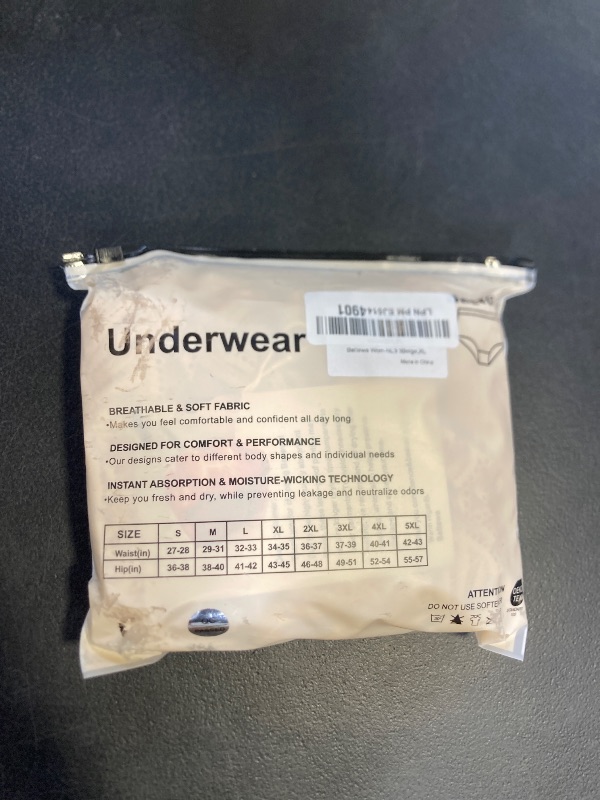 LPN PM EJ5144901
Made in China
Underwear
BREATHABLE & SOFT FABRIC
•Makes you feel comfortable and confident all day long
DESIGNED FOR COMFORT & PERFORMANCE
•Our designs cater to different body shapes and individual needs
INSTANT ABSORPTION & MOISTURE-WICKING TECHNOLOGY
•Keep you fresh and dry, while preventing leakage and neutralize odors
SIZE S M L XL 2XL 3XL 4XL 5XL
Waist(in) 27-28 29-31 32-33 34-35 36-37 37-39 40-41 42-43
Hip(in) 36-38 38-40 41-42 43-45 46-48 49-51 52-54 55-57
ATTENTI
DO NOT USE SOFTE